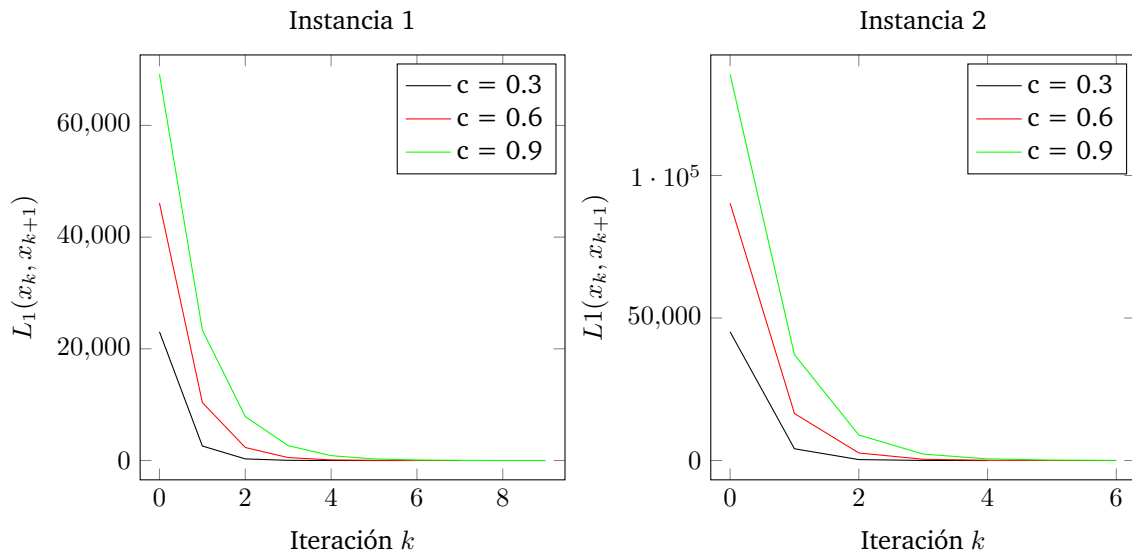 Instancia 1
c = 0.3
c = 0.6
c = 0.9
60,000
40,000
20,000
0
0
2
4
6
8
L_1(x_k, x_{k+1})
Iteración k
Instancia 2
c = 0.3
c = 0.6
c = 0.9
1 · 10^5
50,000
0
0
2
4
6
L1(x_k, x_{k+1})
Iteración k